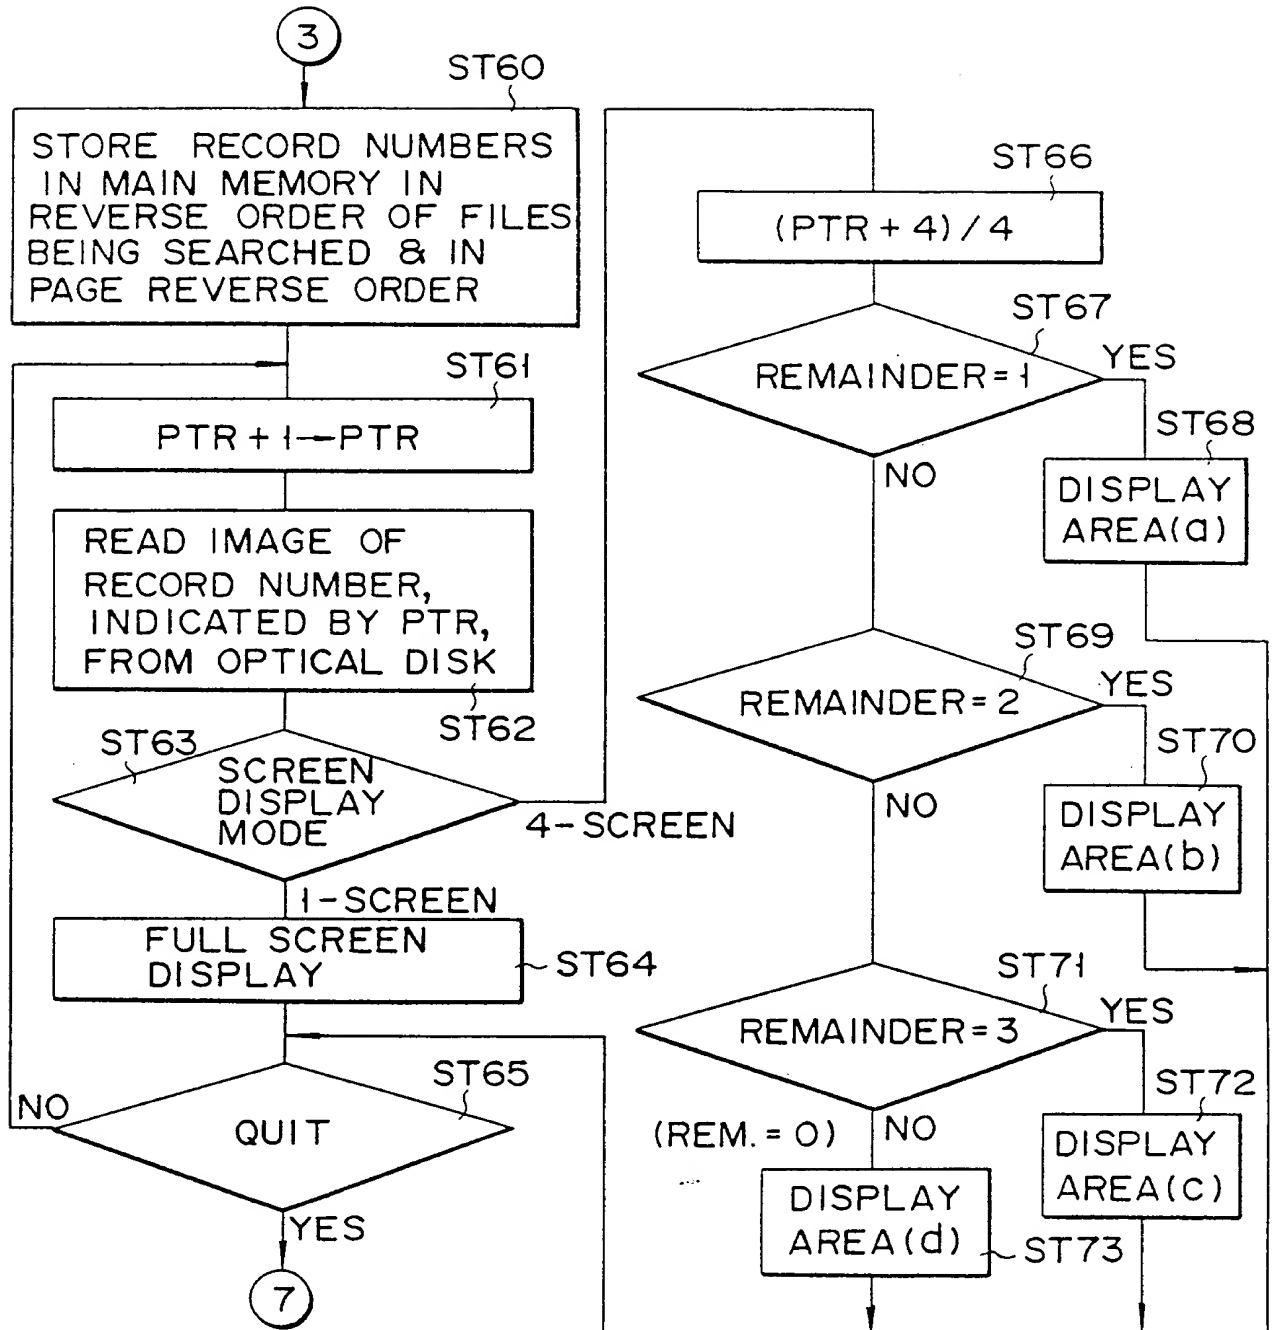 3
ST60
STORE RECORD NUMBERS
IN MAIN MEMORY IN
REVERSE ORDER OF FILES
BEING SEARCHED & IN
PAGE REVERSE ORDER
ST61
PTR + 1 → PTR
READ IMAGE OF
RECORD NUMBER,
INDICATED BY PTR,
FROM OPTICAL DISK
ST62
ST63
SCREEN
DISPLAY
MODE
4-SCREEN
1-SCREEN
FULL SCREEN
DISPLAY
ST64
ST65
NO
QUIT
YES
7
ST66
(PTR + 4) / 4
ST67
REMAINDER = 1
YES
NO
ST68
DISPLAY
AREA(a)
ST69
REMAINDER = 2
YES
NO
ST70
DISPLAY
AREA(b)
ST71
REMAINDER = 3
YES
(REM. = 0) NO
ST72
DISPLAY
AREA(c)
DISPLAY
AREA(d)
ST73